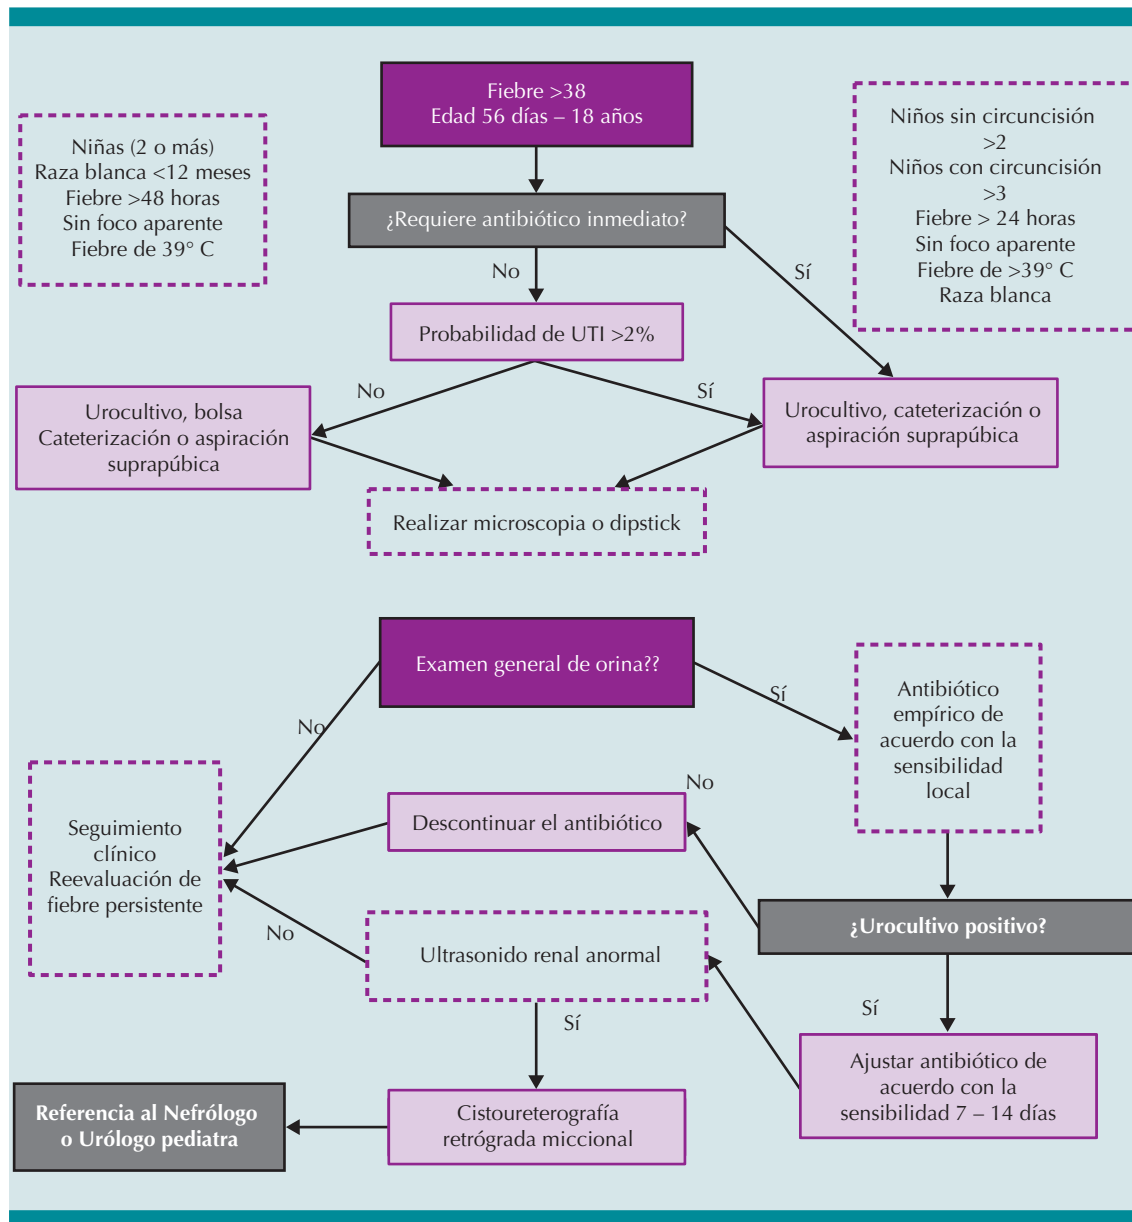 Fiebre >38
Edad 56 días – 18 años
Niñas (2 o más)
Raza blanca <12 meses
Fiebre >48 horas
Sin foco aparente
Fiebre de 39° C
Niños sin circuncisión
>2
Niños con circuncisión
>3
Fiebre > 24 horas
Sin foco aparente
Fiebre de >39° C
Raza blanca
¿Requiere antibiótico inmediato?
No
Sí
Probabilidad de UTI >2%
No
Sí
Urocultivo, bolsa
Cateterización o aspiración
suprapúbica
Urocultivo, cateterización o
aspiración suprapúbica
Realizar microscopia o dipstick
Examen general de orina??
No
Sí
Antibiótico
empírico de
acuerdo con la
sensibilidad
local
Seguimiento
clínico
Reevaluación de
fiebre persistente
Descontinuar el antibiótico
No
¿Urocultivo positivo?
No
Ultrasonido renal anormal
Sí
Sí
Ajustar antibiótico de
acuerdo con la
sensibilidad 7 – 14 días
Cistoureterografía
retrógrada miccional
Referencia al Nefrólogo
o Urólogo pediatra